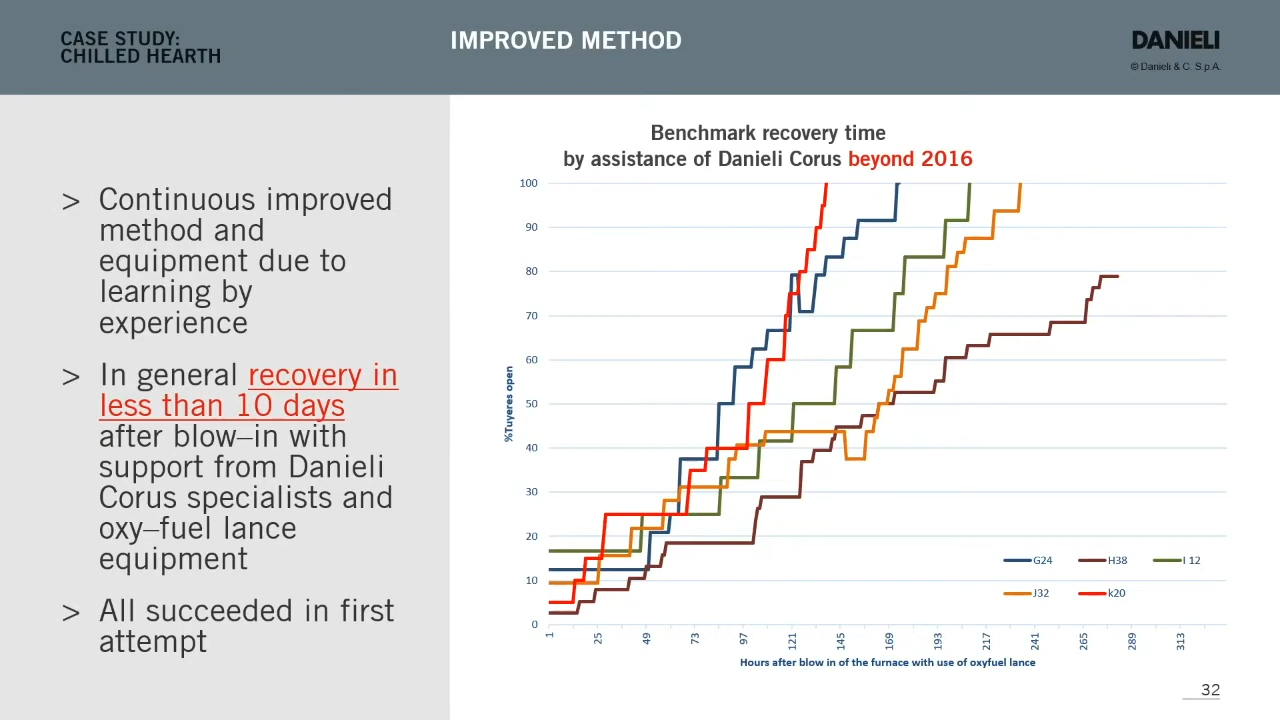 CASE STUDY:
CHILLED HEARTH
IMPROVED METHOD
DANIELI
© Danieli & C. S.p.A.
> Continuous improved
method and
equipment due to
learning by
experience
> In general recovery in
less than 10 days
after blow–in with
support from Danieli
Corus specialists and
oxy–fuel lance
equipment
> All succeeded in first
attempt
Benchmark recovery time
by assistance of Danieli Corus beyond 2016
%Tuyeres open
100
90
80
70
60
50
40
30
20
10
0
1 25 49 73 97 121 145 169 193 217 241 265 289 313
Hours after blow in of the furnace with use of oxyfuel lance
G24 H38 I 12
J32 k20
32